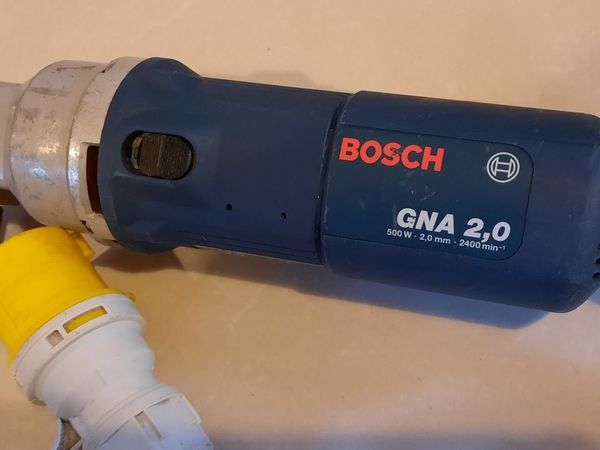 BOSCH
GNA 2,0
500 W · 2,0 mm · 2400 min⁻¹